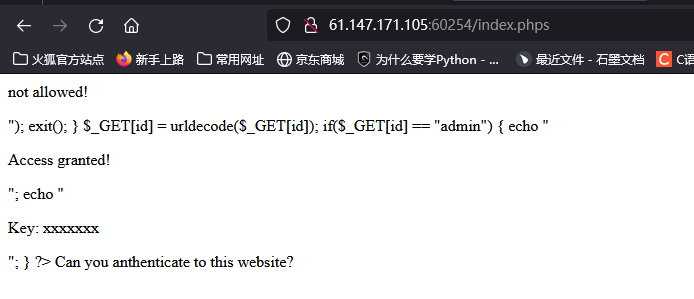 61.147.171.105:60254/index.phps
火狐官方站点 新手上路 常用网址 京东商城 为什么要学Python - ... 最近文件 - 石墨文档 C语
not allowed!
"); exit(); } $_GET[id] = urldecode($_GET[id]); if($_GET[id] == "admin") { echo "
Access granted!
"; echo "
Key: xxxxxxx
"; } ?> Can you anthenticate to this website?